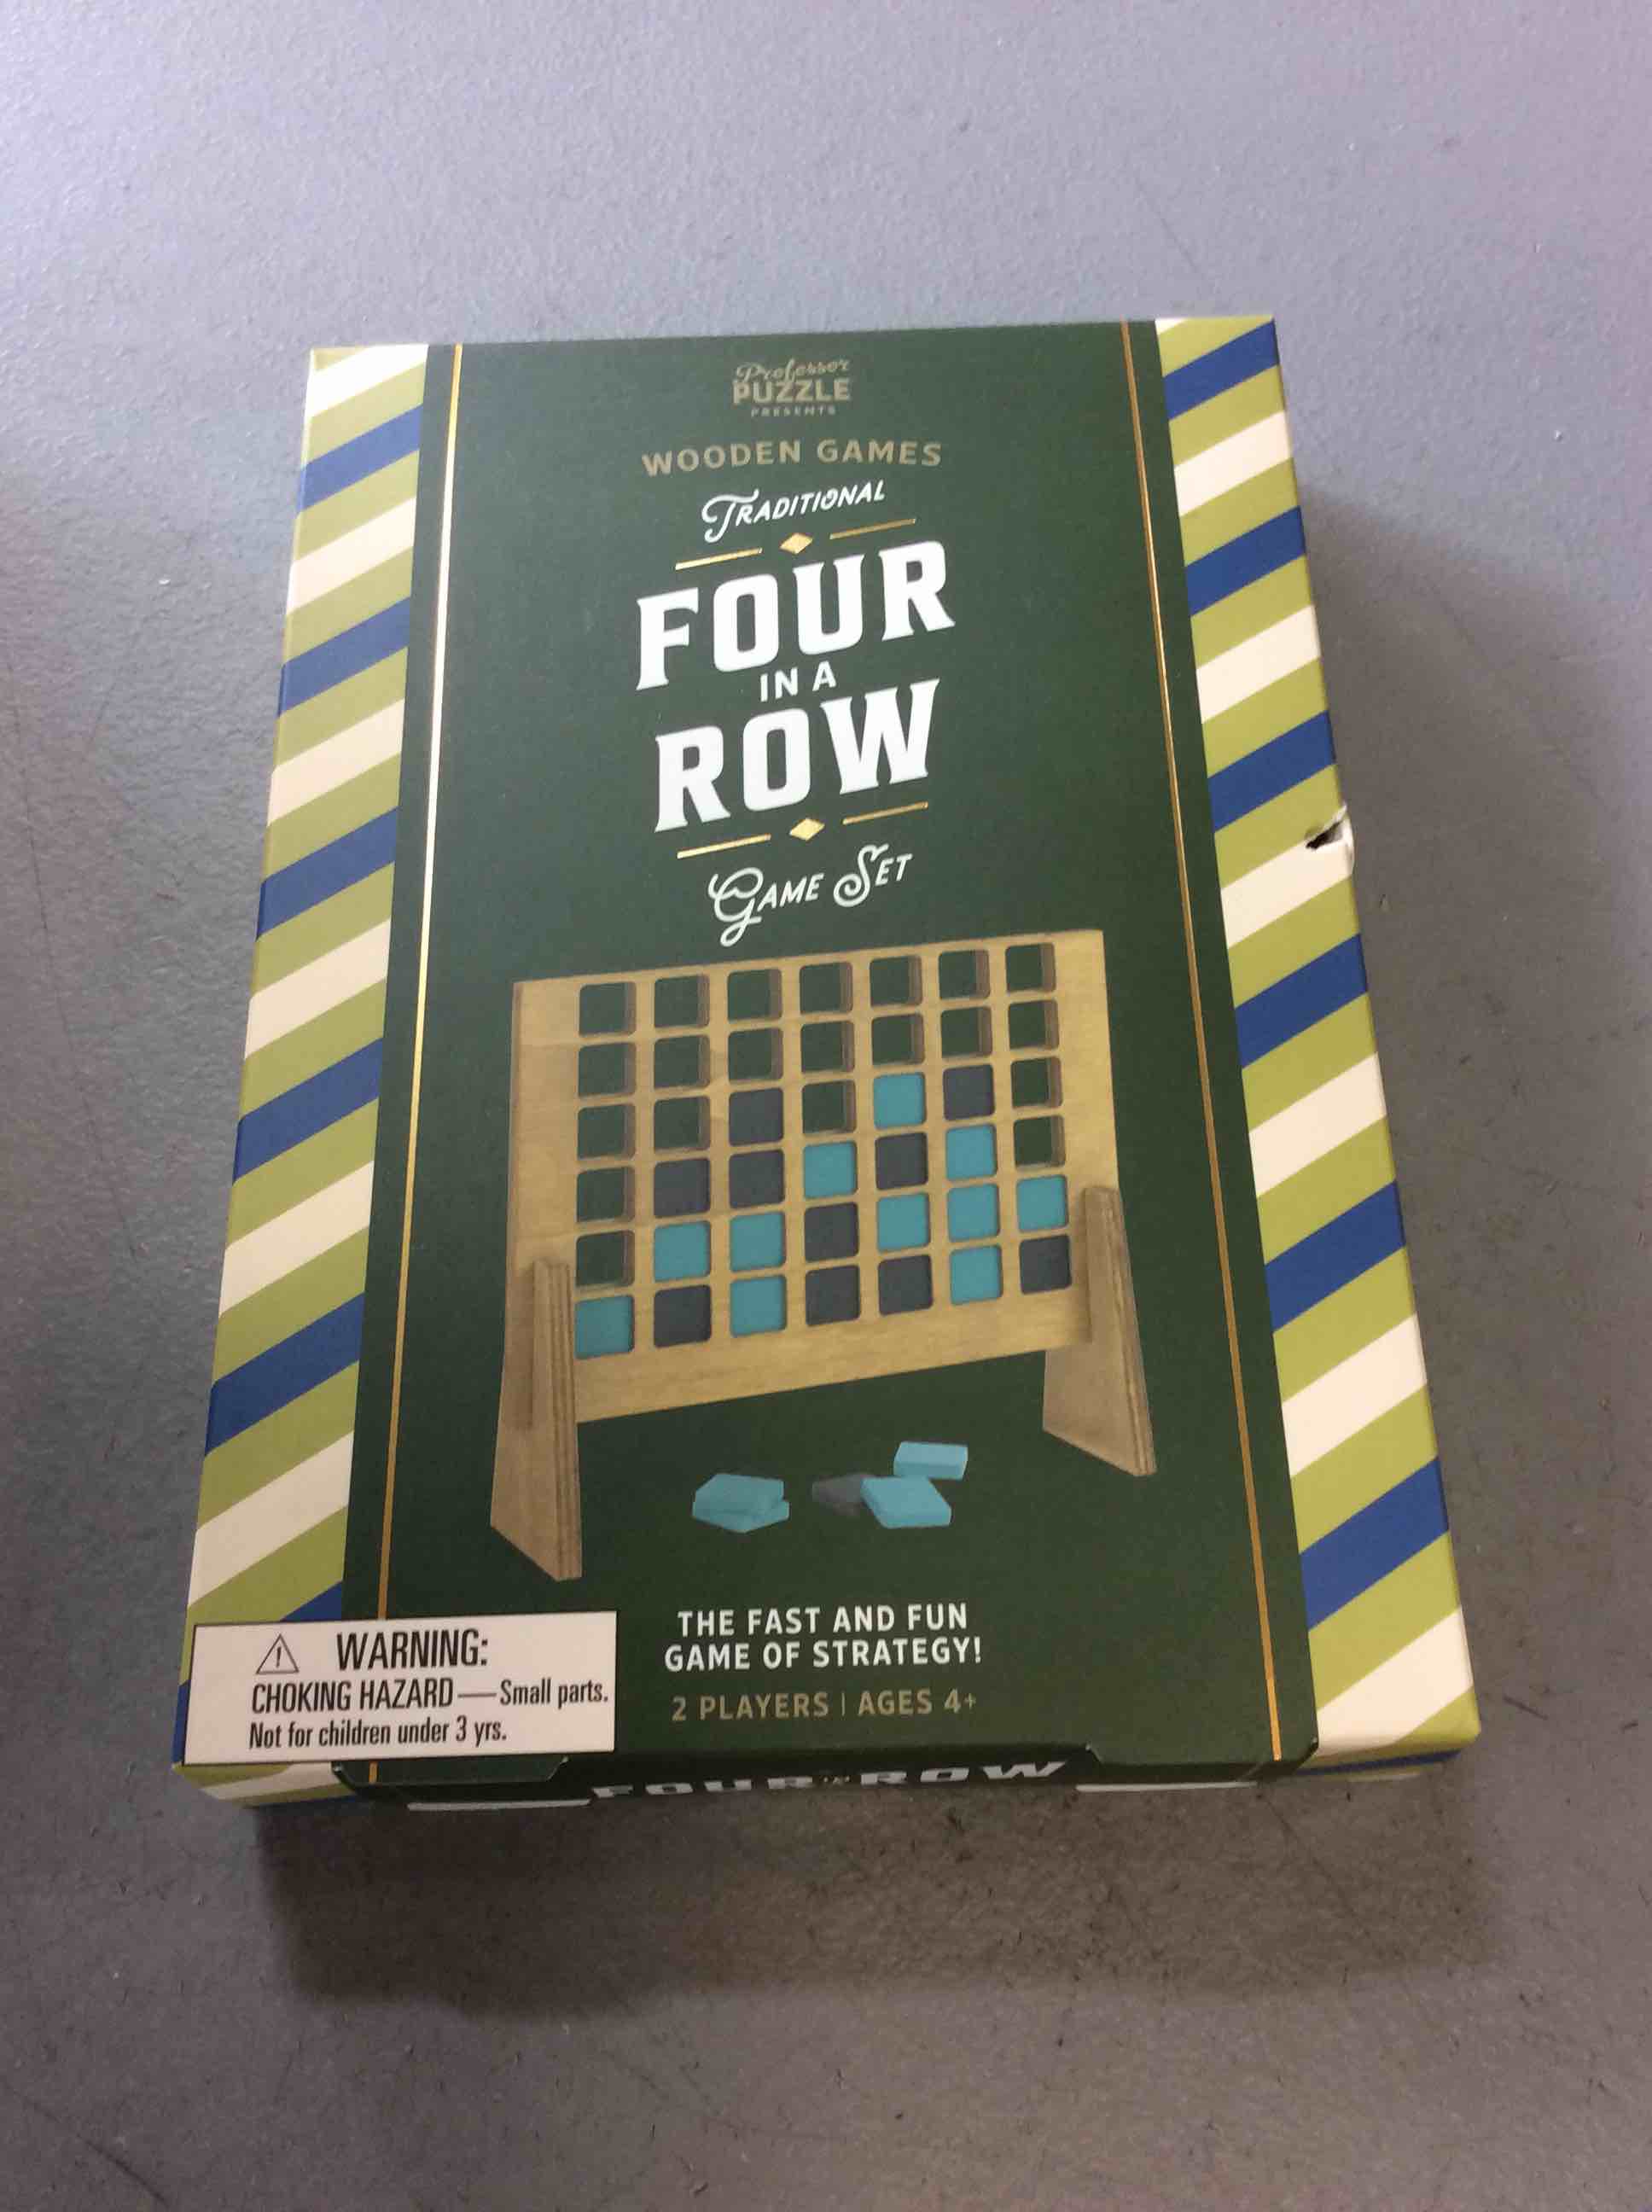 Professor
PUZZLE
PRESENTS
WOODEN GAMES
TRADITIONAL
FOUR
IN A
ROW
GAME SET
THE FAST AND FUN
GAME OF STRATEGY!
2 PLAYERS | AGES 4+
WARNING:
CHOKING HAZARD — Small parts.
Not for children under 3 yrs.
FOUR IN A ROW